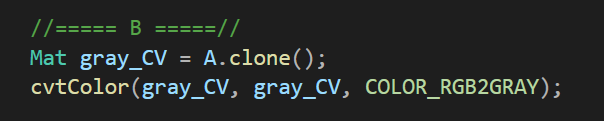 //===== B =====//
Mat gray_CV = A.clone();
cvtColor(gray_CV, gray_CV, COLOR_RGB2GRAY);